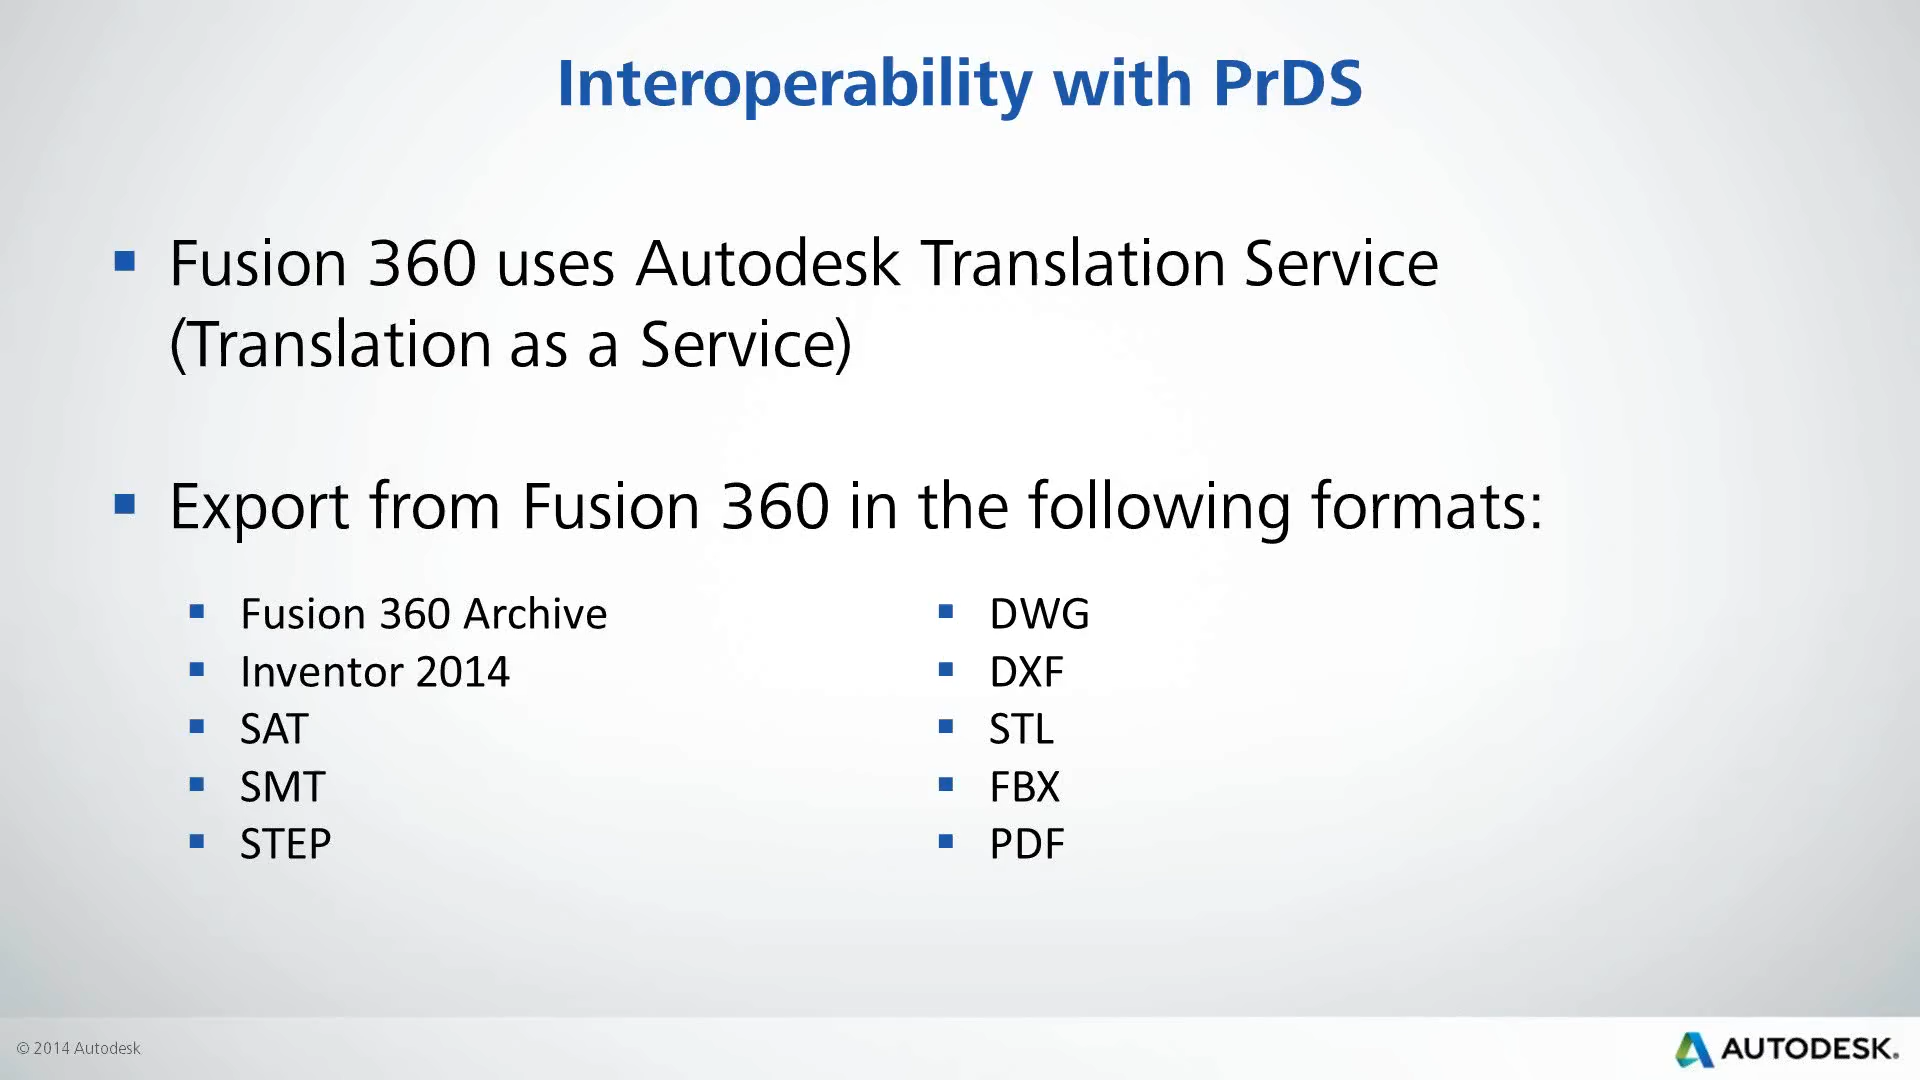 Interoperability with PrDS
Fusion 360 uses Autodesk Translation Service
(Translation as a Service)
Export from Fusion 360 in the following formats:
Fusion 360 Archive
Inventor 2014
SAT
SMT
STEP
DWG
DXF
STL
FBX
PDF
© 2014 Autodesk
AUTODESK.